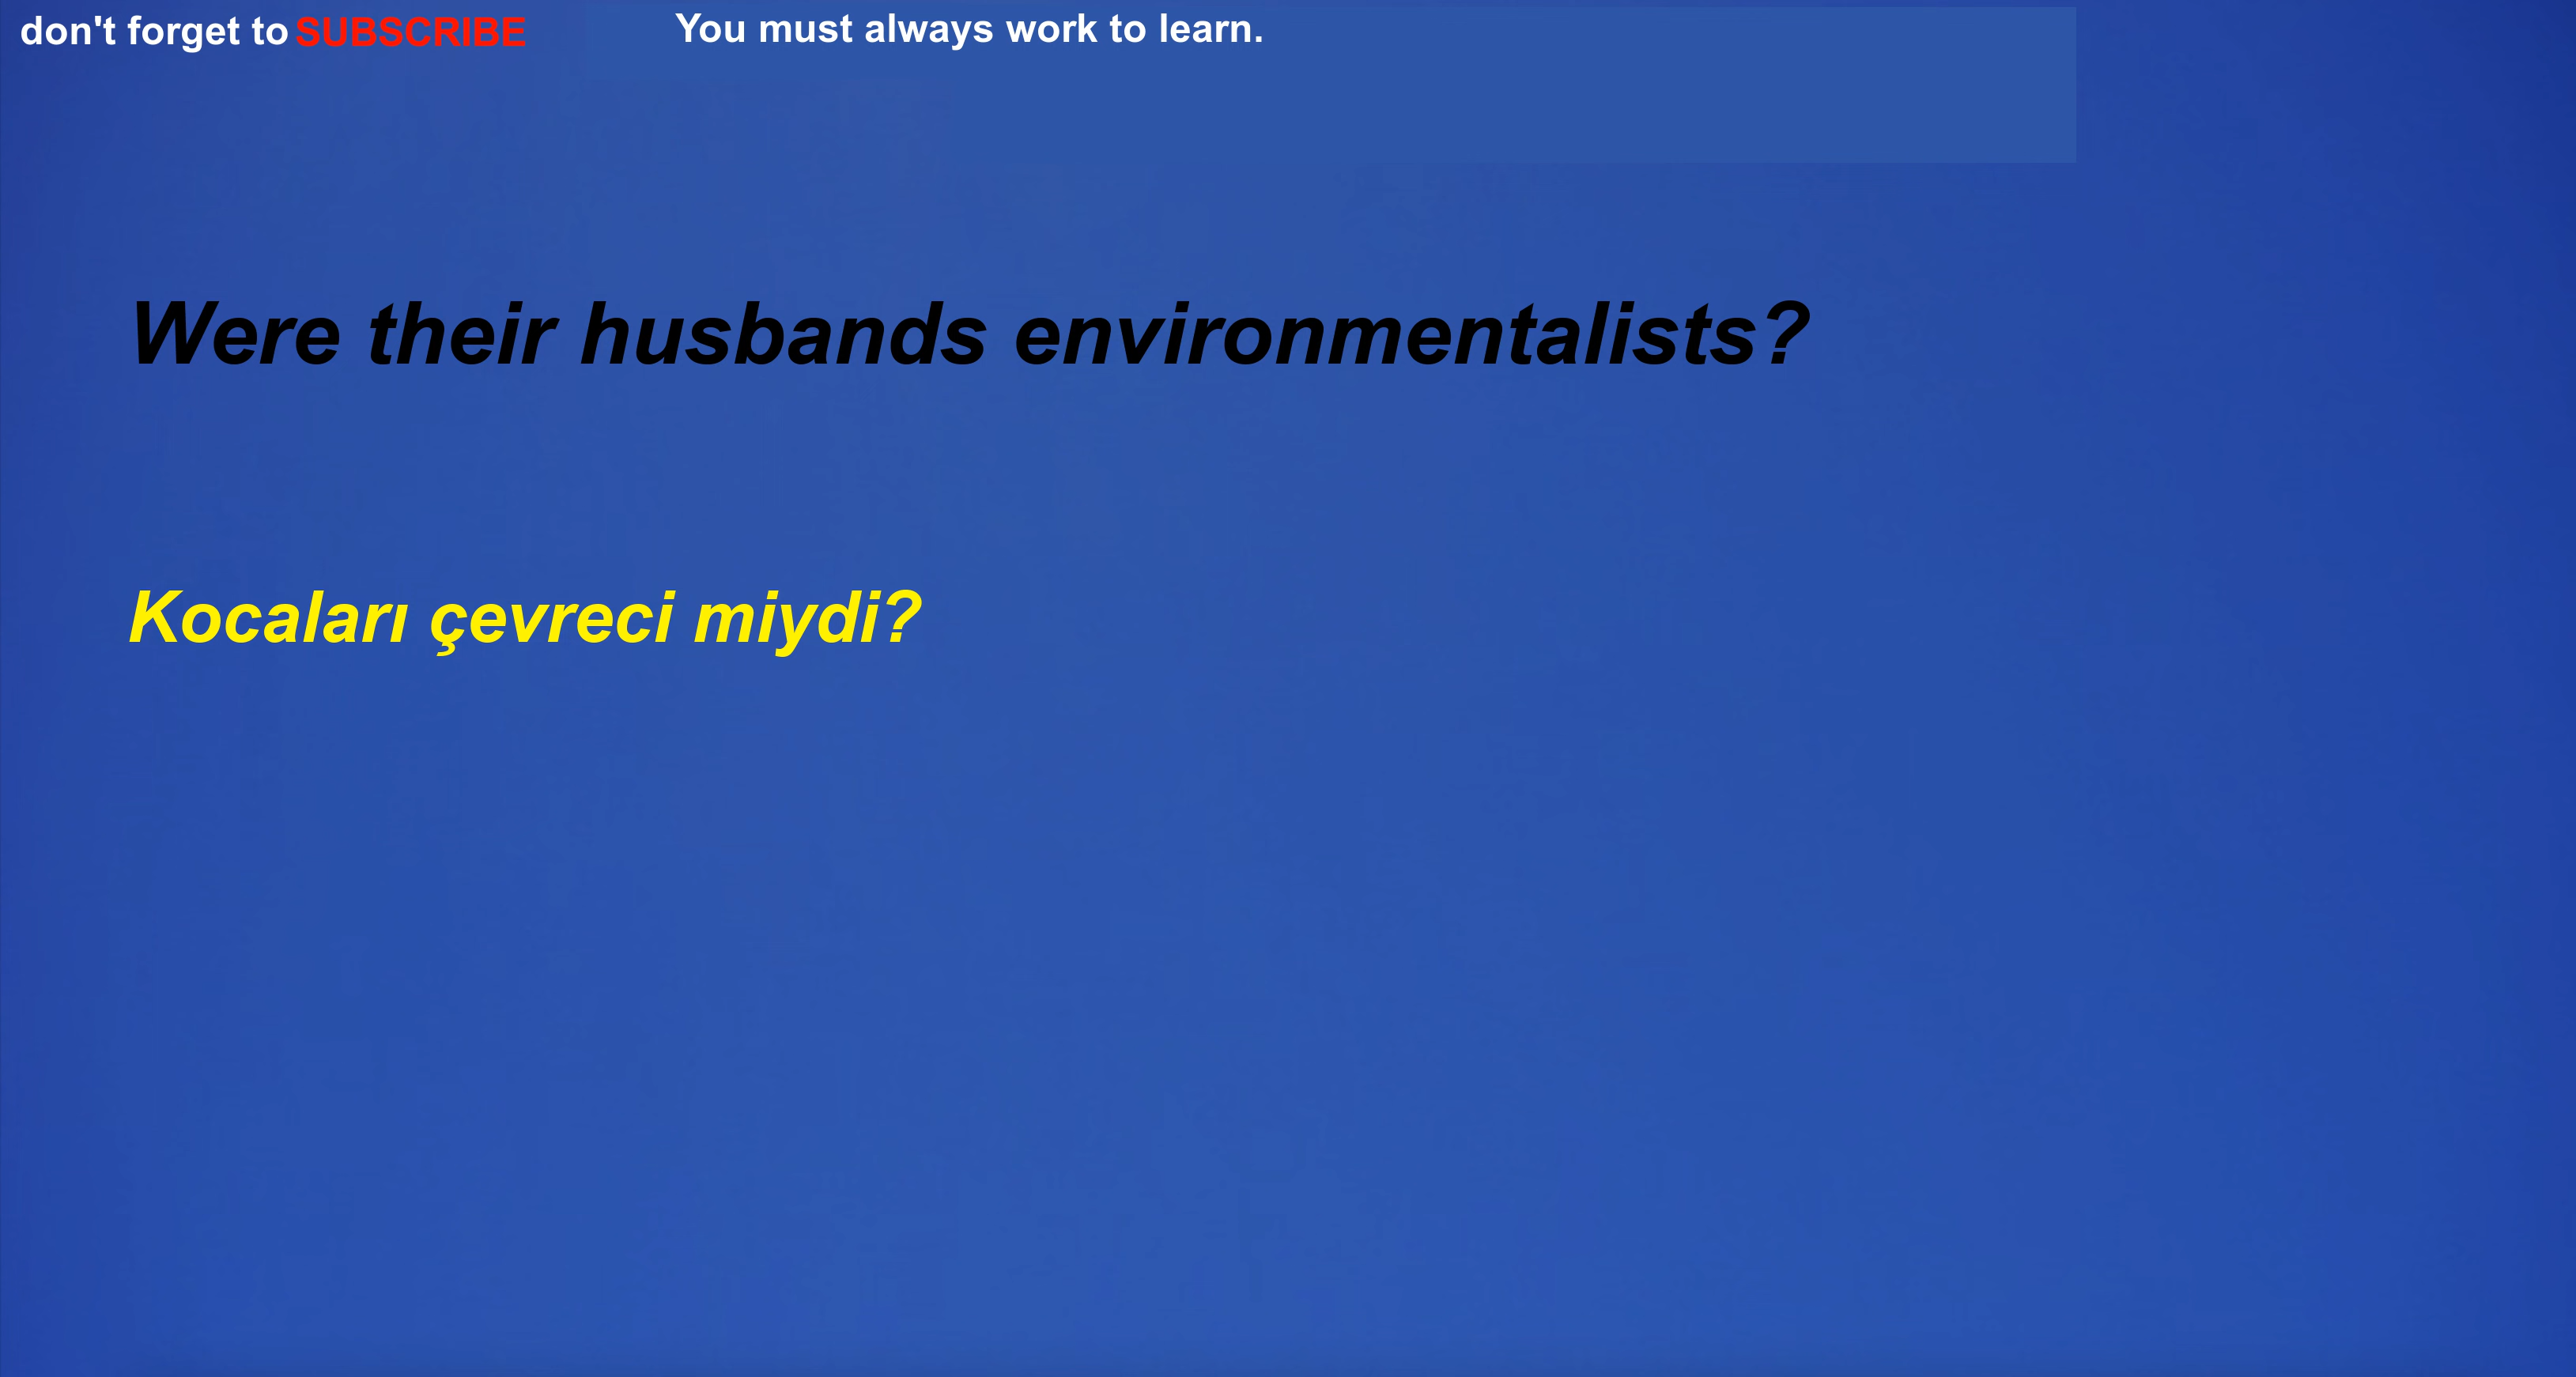 don't forget to SUBSCRIBE You must always work to learn.
Were their husbands environmentalists?
Kocaları çevreci miydi?